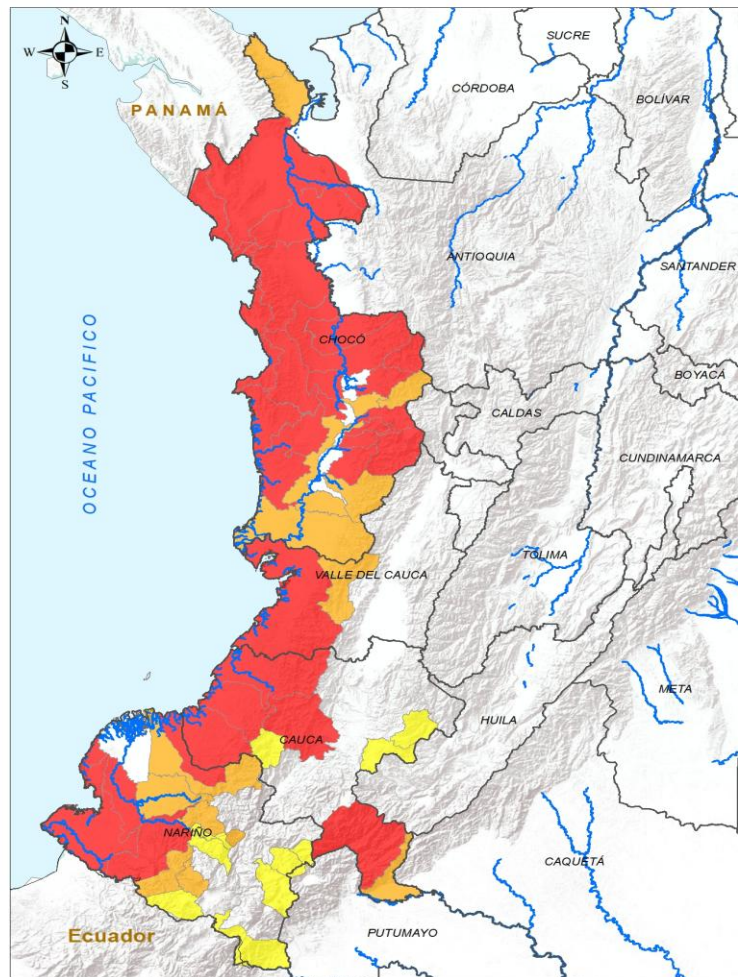 SUCRE
N
W E
S
CÓRDOBA
BOLÍVAR
PANAMÁ
ANTIOQUIA
SANTANDER
OCEANO PACIFICO
CHOCÓ
BOYACÁ
CALDAS
CUNDINAMARCA
TOLIMA
VALLE DEL CAUCA
META
HUILA
CAUCA
NARIÑO
CAQUETÁ
PUTUMAYO
Ecuador